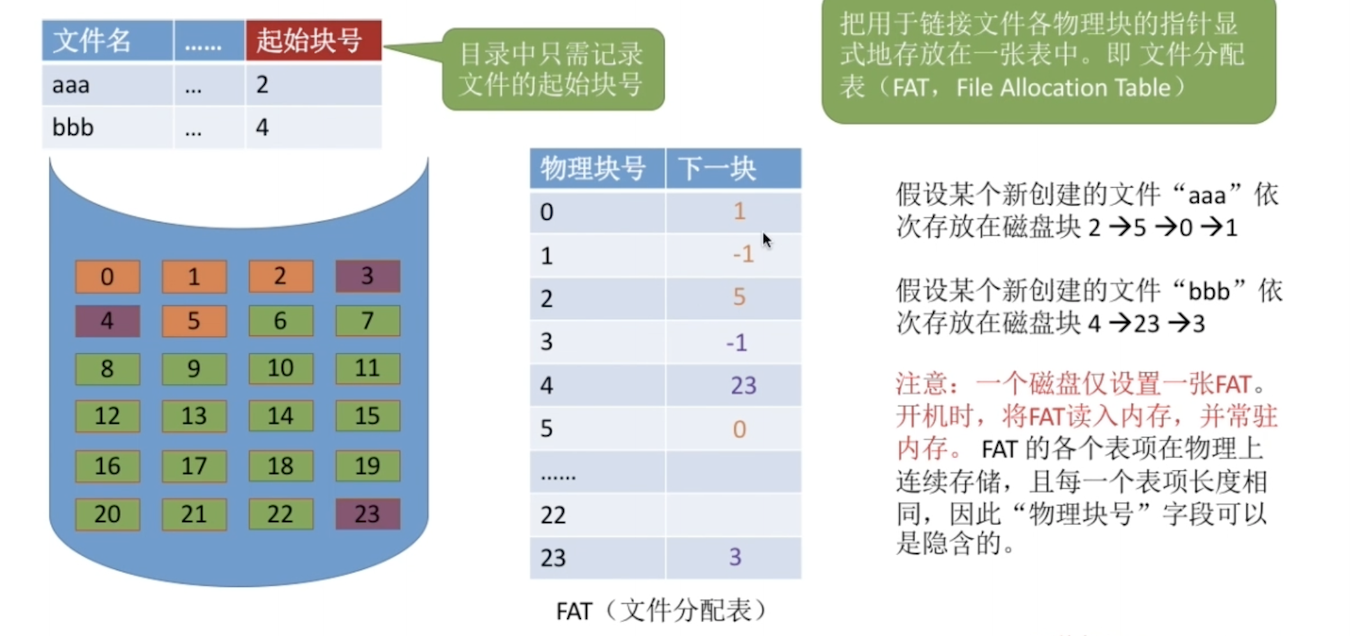 文件名 …… 起始块号
aaa … 2
bbb … 4
目录中只需记录
文件的起始块号
把用于链接文件各物理块的指针显
式地存放在一张表中。即 文件分配
表（FAT，File Allocation Table）
0 1 2 3
4 5 6 7
8 9 10 11
12 13 14 15
16 17 18 19
20 21 22 23
物理块号 下一块
0 1
1 -1
2 5
3 -1
4 23
5 0
……
22
23 3
FAT（文件分配表）
假设某个新创建的文件“aaa”依
次存放在磁盘块 2 →5 →0 →1
假设某个新创建的文件“bbb”依
次存放在磁盘块 4 →23 →3
注意：一个磁盘仅设置一张FAT。
开机时，将FAT读入内存，并常驻
内存。 FAT 的各个表项在物理上
连续存储，且每一个表项长度相
同，因此“物理块号”字段可以
是隐含的。